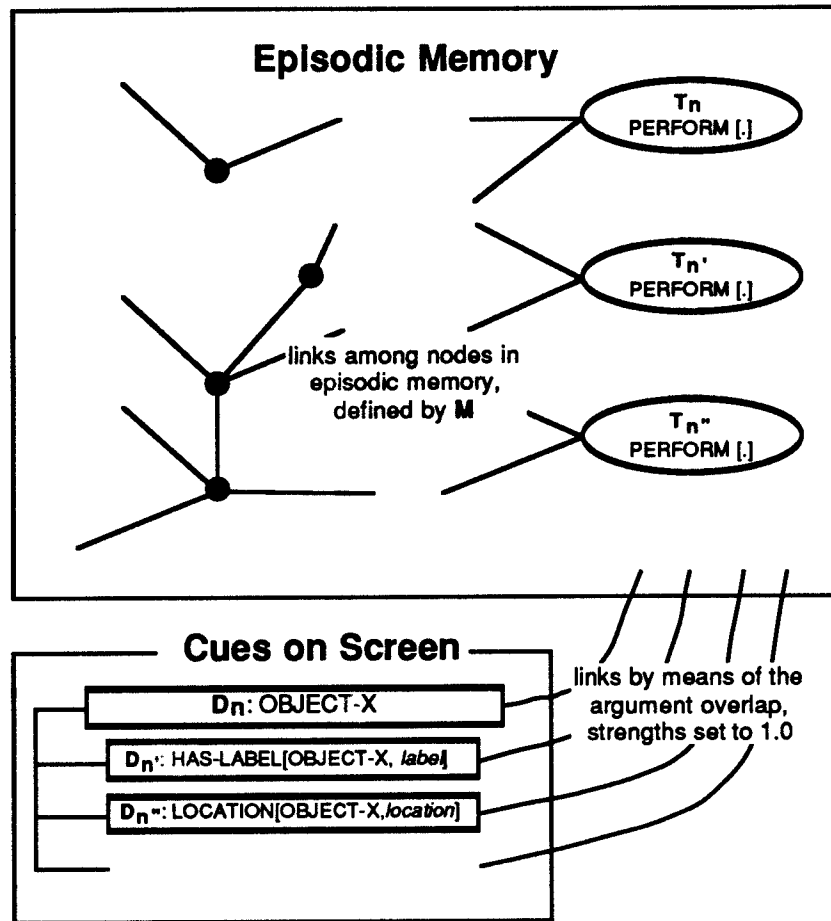 Episodic Memory
Tn
PERFORM [.]
Tn'
PERFORM [.]
links among nodes in
episodic memory,
defined by M
Tn"
PERFORM [.]
Cues on Screen
links by means of the
argument overlap,
strengths set to 1.0
Dn: OBJECT-X
Dn': HAS-LABEL[OBJECT-X, label]
Dn": LOCATION[OBJECT-X,location]